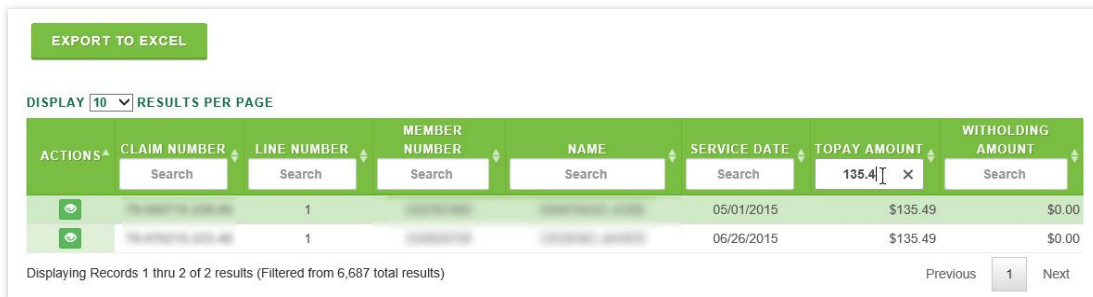 EXPORT TO EXCEL
DISPLAY 10 RESULTS PER PAGE
ACTIONS CLAIM NUMBER LINE NUMBER MEMBER NUMBER NAME SERVICE DATE TOPAY AMOUNT WITHOLDING AMOUNT
Search Search Search Search Search 135.4 × Search
1 05/01/2015 $135.49 $0.00
1 06/26/2015 $135.49 $0.00
Displaying Records 1 thru 2 of 2 results (Filtered from 6,687 total results) Previous 1 Next